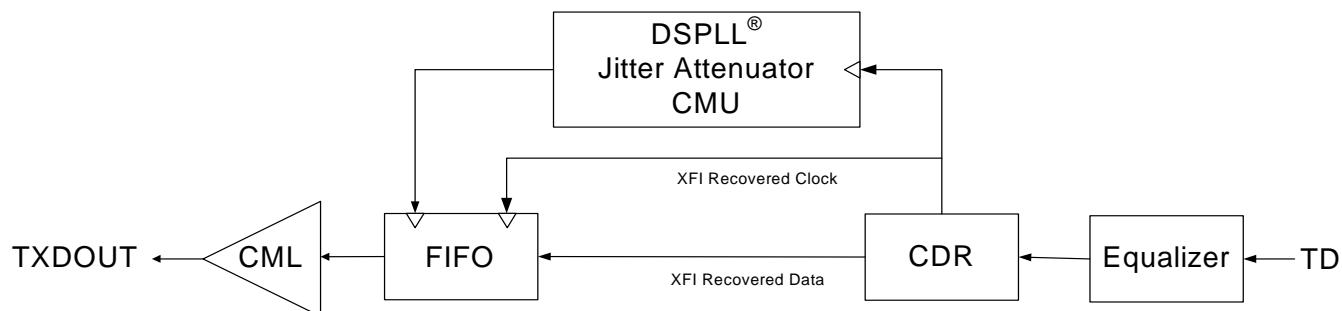 DSPLL®
Jitter Attenuator
CMU
XFI Recovered Clock
TXDOUT
CML
FIFO
XFI Recovered Data
CDR
Equalizer
TD